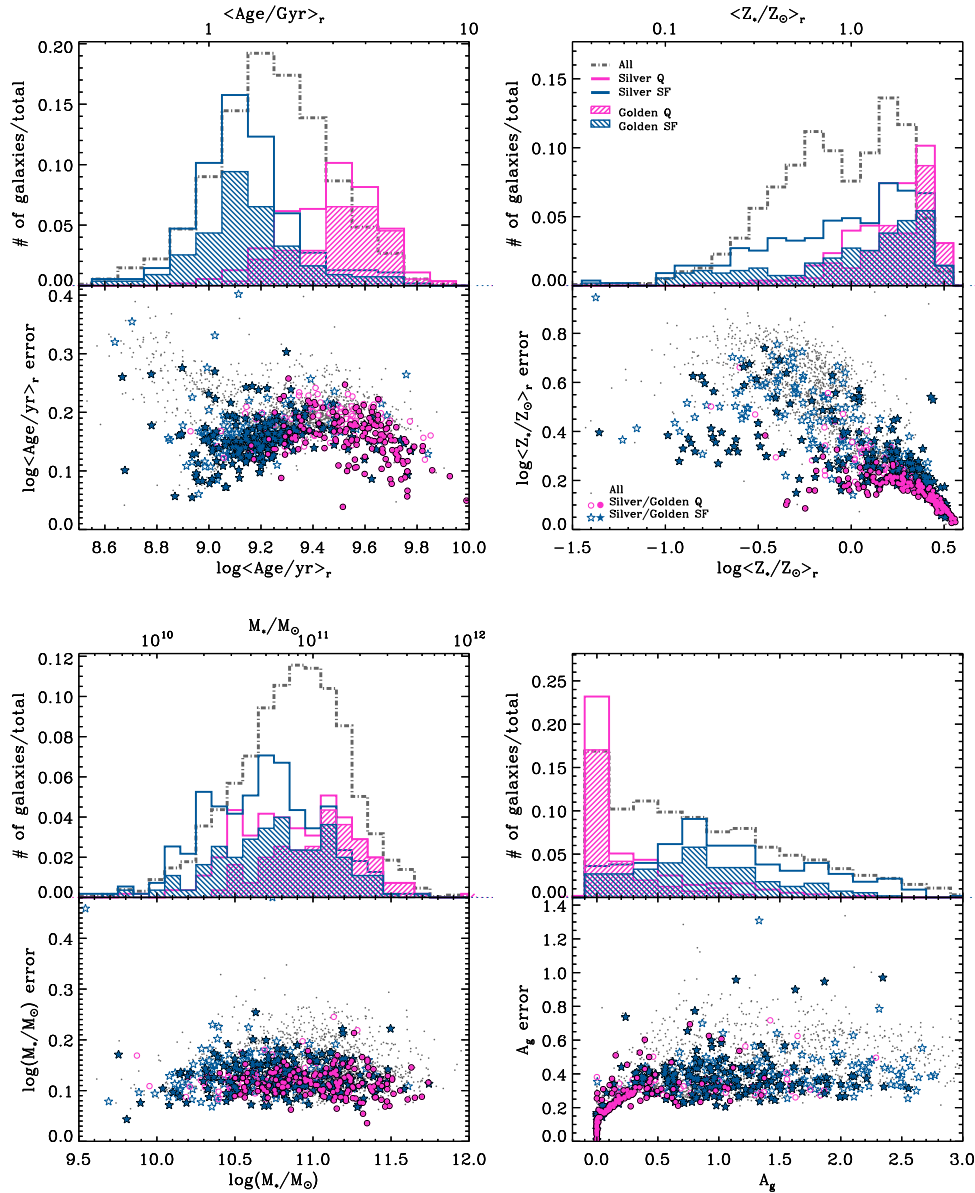 <Age/Gyr>r
1 10
0.20
0.15
0.10
0.05
0.00
# of galaxies/total
0.4
0.3
0.2
0.1
0.0
log<Age/yr>r error
8.6 8.8 9.0 9.2 9.4 9.6 9.8 10.0
log<Age/yr>r
<Z*/Z⊙>r
0.1 1.0
0.15
0.10
0.05
0.00
# of galaxies/total
All
Silver Q
Silver SF
Golden Q
Golden SF
0.8
0.6
0.4
0.2
0.0
log<Z*/Z⊙>r error
All
Silver/Golden Q
Silver/Golden SF
-1.5 -1.0 -0.5 0.0 0.5
log<Z*/Z⊙>r
M*/M⊙
10^10 10^11 10^12
0.12
0.10
0.08
0.06
0.04
0.02
0.00
# of galaxies/total
0.4
0.3
0.2
0.1
0.0
log(M*/M⊙) error
9.5 10.0 10.5 11.0 11.5 12.0
log(M*/M⊙)
0.25
0.20
0.15
0.10
0.05
0.00
# of galaxies/total
1.4
1.2
1.0
0.8
0.6
0.4
0.2
0.0
Ag error
0.0 0.5 1.0 1.5 2.0 2.5 3.0
Ag